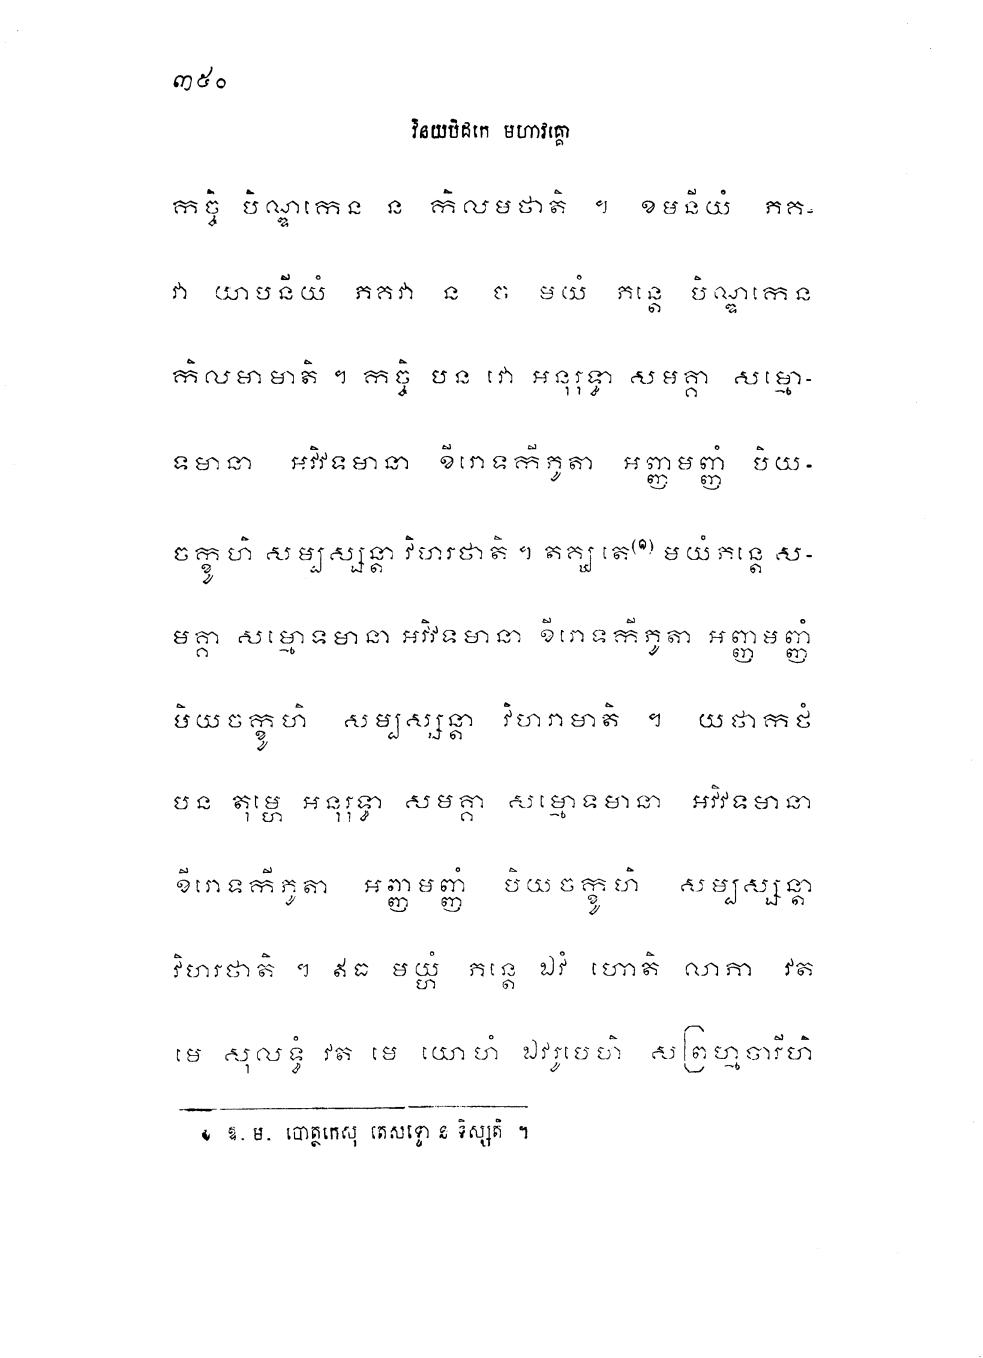 ៣៥០
វិនយបិដកេ មហាវគ្គោ
កច្ចិ បិណ្ឌកេន ន កិលមថាតិ ។ ខមនីយំ ភគ-
វា យាបនីយំ ភគវា ន ច មយំ ភន្តេ បិណ្ឌកេន
កិលមាមាតិ ។ កច្ចិ បន វោ អនុរុទ្ធា សមគ្គា សម្មោ-
ទមានា អវិវទមានា ខីរោទកីភូតា អញ្ញមញ្ញំ បិយ-
ចក្ខូហិ សម្បស្សន្តា វិហរថាតិ ។ តគ្ឃ តេ(១) មយំ ភន្តេ ស-
មគ្គា សម្មោទមានា អវិវទមានា ខីរោទកីភូតា អញ្ញមញ្ញំ
បិយចក្ខូហិ សម្បស្សន្តា វិហរាមាតិ ។ យថាកថំ
បន តុម្ហេ អនុរុទ្ធា សមគ្គា សម្មោទមានា អវិវទមានា
ខីរោទកីភូតា អញ្ញមញ្ញំ បិយចក្ខូហិ សម្បស្សន្តា
វិហរថាតិ ។ ឥធ មយ្ហំ ភន្តេ ឯវំ ហោតិ លាភា វត
មេ សុលទ្ធំ វត មេ យោហំ ឯវរូបេហិ សព្រហ្មចារីហិ
១ ឱ. ម. បោត្ថកេសុ តេសទ្ទោ ន ទិស្សតិ ។